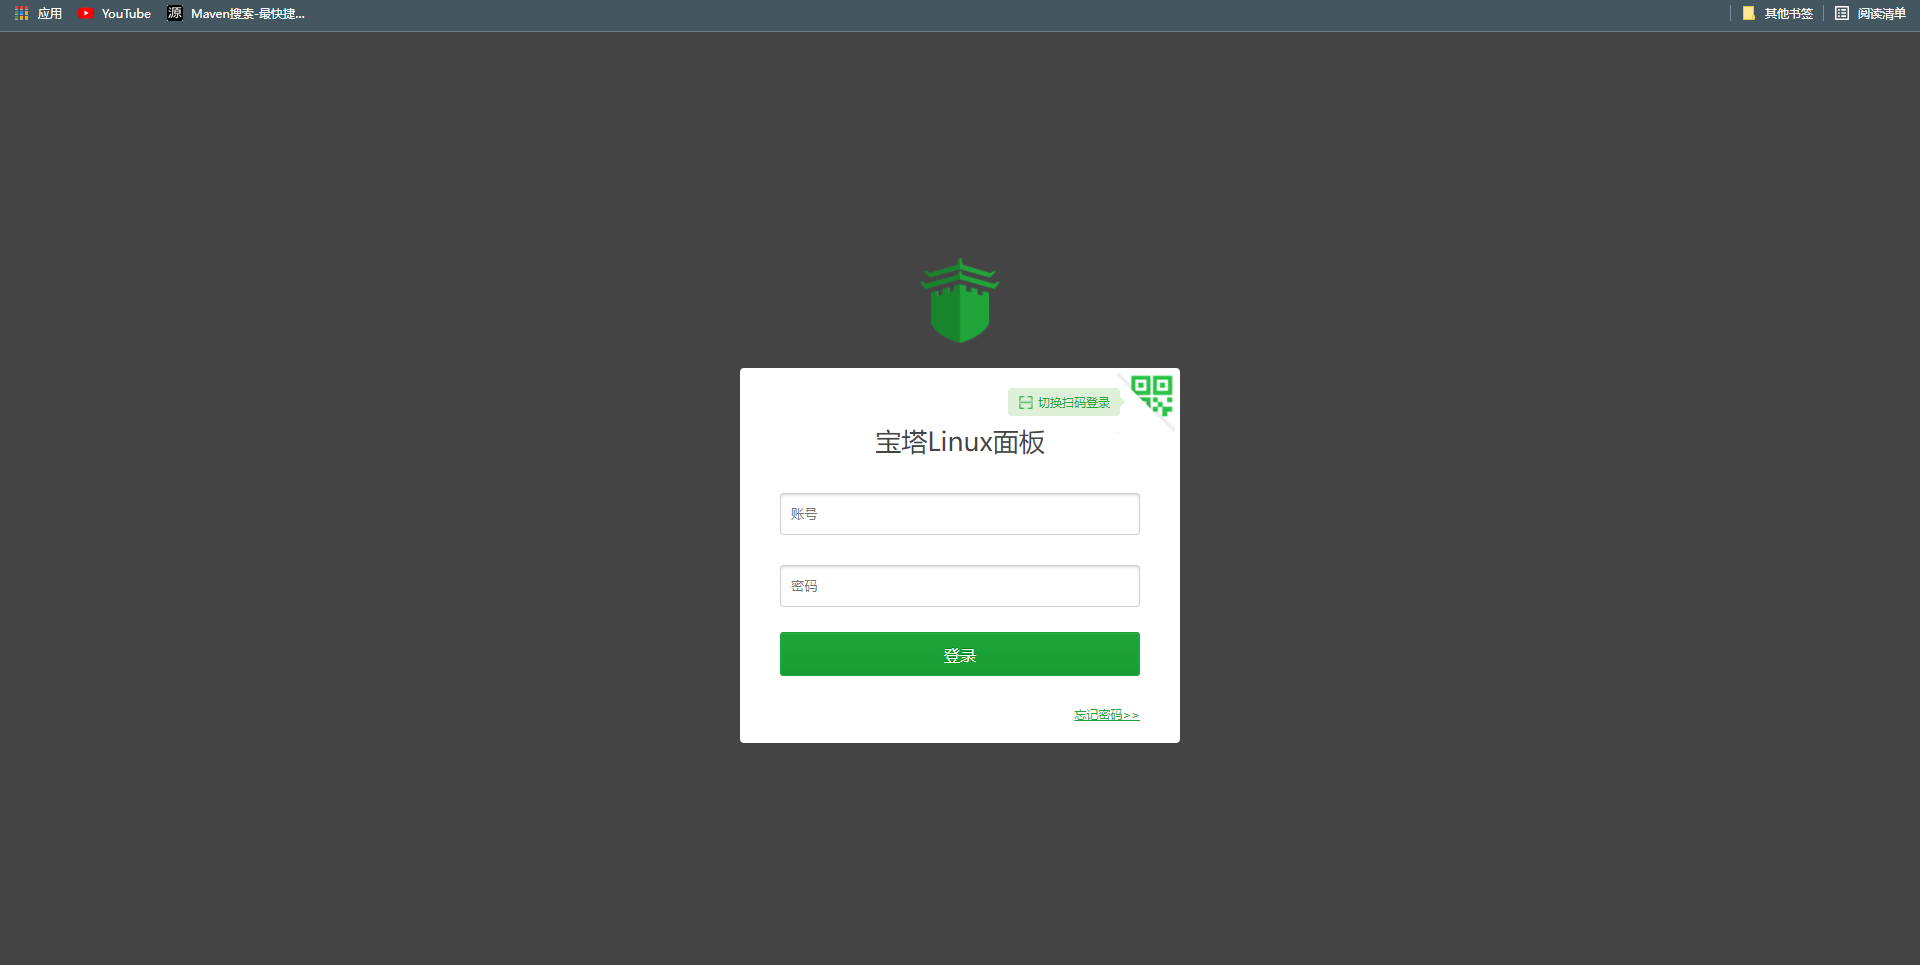 应用 YouTube 源 Maven搜索-最快捷... 其他书签 阅读清单
切换扫码登录
宝塔Linux面板
账号
密码
登录
忘记密码>>